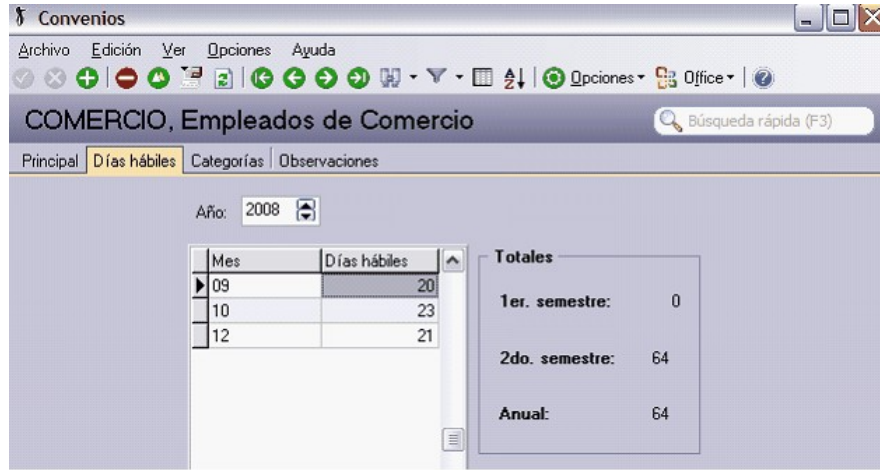 Convenios
Archivo Edición Ver Opciones Ayuda
Opciones Office
COMERCIO, Empleados de Comercio
Búsqueda rápida (F3)
Principal Días hábiles Categorías Observaciones
Año: 2008
Mes Días hábiles
09 20
10 23
12 21
Totales
1er. semestre: 0
2do. semestre: 64
Anual: 64